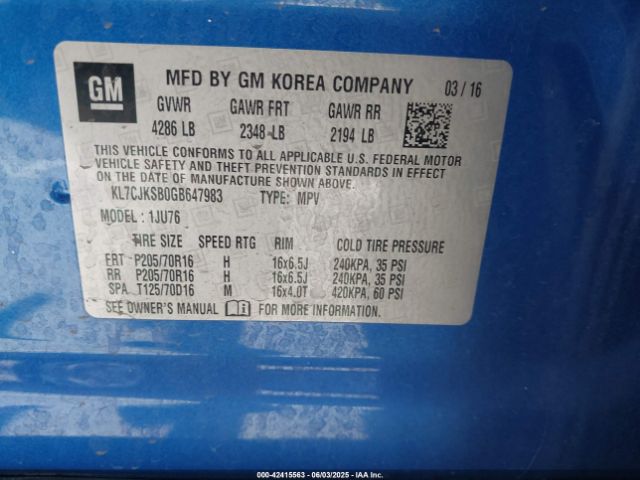 GM
MFD BY GM KOREA COMPANY 03 / 16
GVWR GAWR FRT GAWR RR
4286 LB 2348 LB 2194 LB
THIS VEHICLE CONFORMS TO ALL APPLICABLE U.S. FEDERAL MOTOR
VEHICLE SAFETY AND THEFT PREVENTION STANDARDS IN EFFECT
ON THE DATE OF MANUFACTURE SHOWN ABOVE.
KL7CJKSB0GB647983 TYPE: MPV
MODEL : 1JU76
TIRE SIZE SPEED RTG RIM COLD TIRE PRESSURE
FRT P205/70R16 H 16x6.5J 240KPA, 35 PSI
RR P205/70R16 H 16x6.5J 240KPA, 35 PSI
SPA T125/70D16 M 16x4.0T 420KPA, 60 PSI
SEE OWNER'S MANUAL FOR MORE INFORMATION.
000-42415563 - 06/03/2025 - IAA Inc.